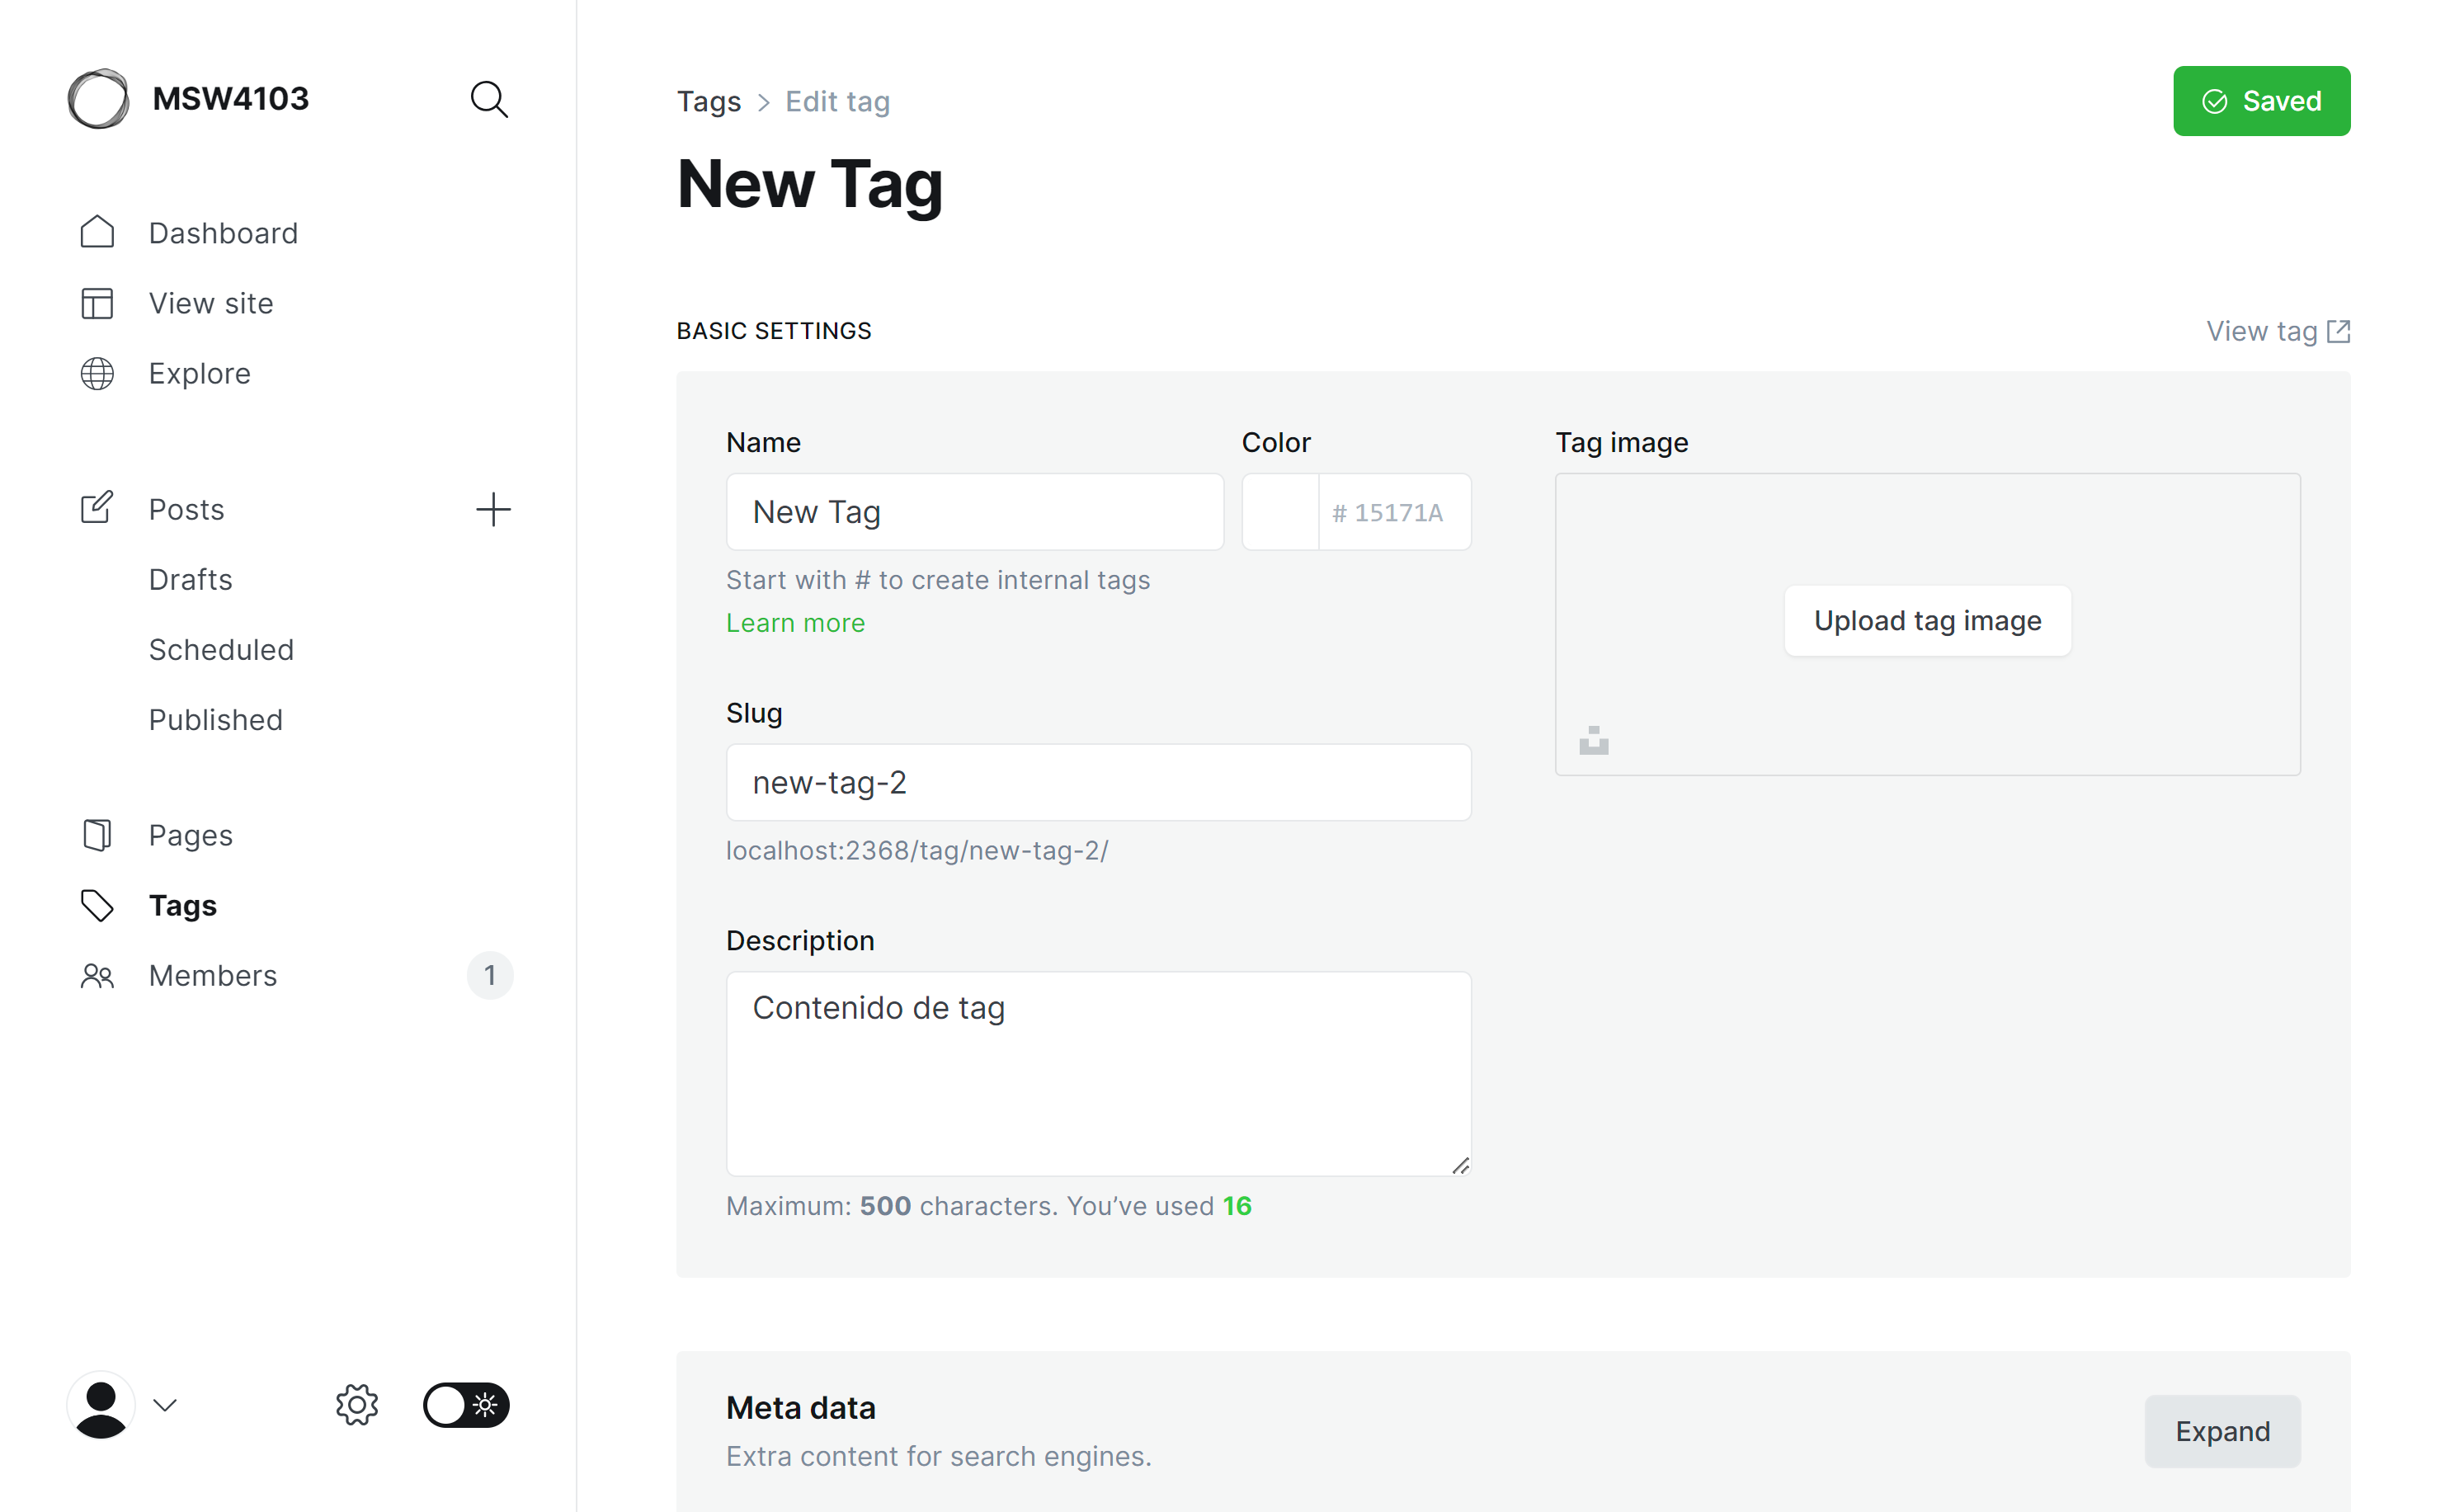 MSW4103
Dashboard
View site
Explore
Posts
Drafts
Scheduled
Published
Pages
Tags
Members 1
Tags > Edit tag
Saved
New Tag
BASIC SETTINGS
View tag
Name
New Tag
Color
# 15171A
Start with # to create internal tags
Learn more
Slug
new-tag-2
localhost:2368/tag/new-tag-2/
Description
Contenido de tag
Maximum: 500 characters. You’ve used 16
Tag image
Upload tag image
Meta data
Extra content for search engines.
Expand